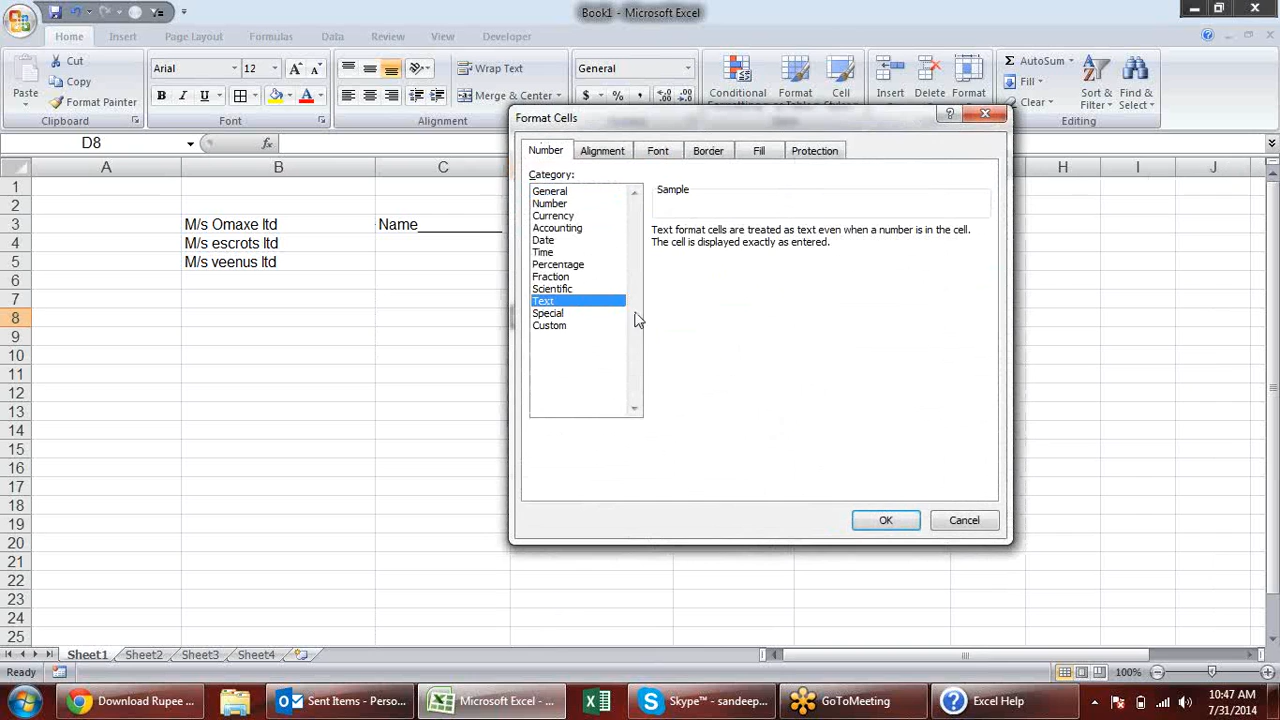 Book1 - Microsoft Excel
Home Insert Page Layout Formulas Data Review View Developer
Paste
Cut
Copy
Format Painter
Clipboard
Arial 12
B I U
Font
Wrap Text
Merge & Center
Alignment
General
$ %
Conditional
Format
Cell
Insert Delete Format
AutoSum
Fill
Clear
Sort & Filter
Find & Select
Editing
D8 fx
A B C H I J
1
2
3 M/s Omaxe ltd Name
4 M/s escrots ltd
5 M/s veenus ltd
6
7
8
9
10
11
12
13
14
15
16
17
18
19
20
21
22
23
24
25
Format Cells
Number Alignment Font Border Fill Protection
Category:
General
Number
Currency
Accounting
Date
Time
Percentage
Fraction
Scientific
Text
Special
Custom
Sample
Text format cells are treated as text even when a number is in the cell.
The cell is displayed exactly as entered.
OK Cancel
Sheet1 Sheet2 Sheet3 Sheet4
Ready 100%
Download Rupee ...
Sent Items - Perso...
Microsoft Excel - ...
Skype™ - sandeep...
GoToMeeting
Excel Help
10:47 AM
7/31/2014